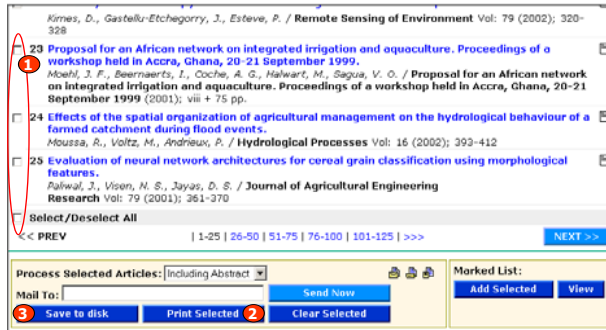 Kimes, D., Gastellu-Etchegorry, J., Esteve, P. / Remote Sensing of Environment Vol: 79 (2002); 320-
328
23 Proposal for an African network on integrated irrigation and aquaculture. Proceedings of a
workshop held in Accra, Ghana, 20-21 September 1999.
Moehl, J. F., Beernaerts, I., Coche, A. G., Halwart, M., Sagua, V. O. / Proposal for an African network
on integrated irrigation and aquaculture. Proceedings of a workshop held in Accra, Ghana, 20-21
September 1999 (2001); viii + 75 pp.
1
24 Effects of the spatial organization of agricultural management on the hydrological behaviour of a
farmed catchment during flood events.
Moussa, R., Voltz, M., Andrieux, P. / Hydrological Processes Vol: 16 (2002); 393-412
25 Evaluation of neural network architectures for cereal grain classification using morphological
features.
Paliwal, J., Visen, N. S., Jayas, D. S. / Journal of Agricultural Engineering
Research Vol: 79 (2001); 361-370
Select/Deselect All
<< PREV | 1-25 | 26-50 | 51-75 | 76-100 | 101-125 | >>> NEXT >>
Process Selected Articles: Including Abstract
Mail To: Send Now
3 Save to disk Print Selected 2 Clear Selected
Marked List:
Add Selected View